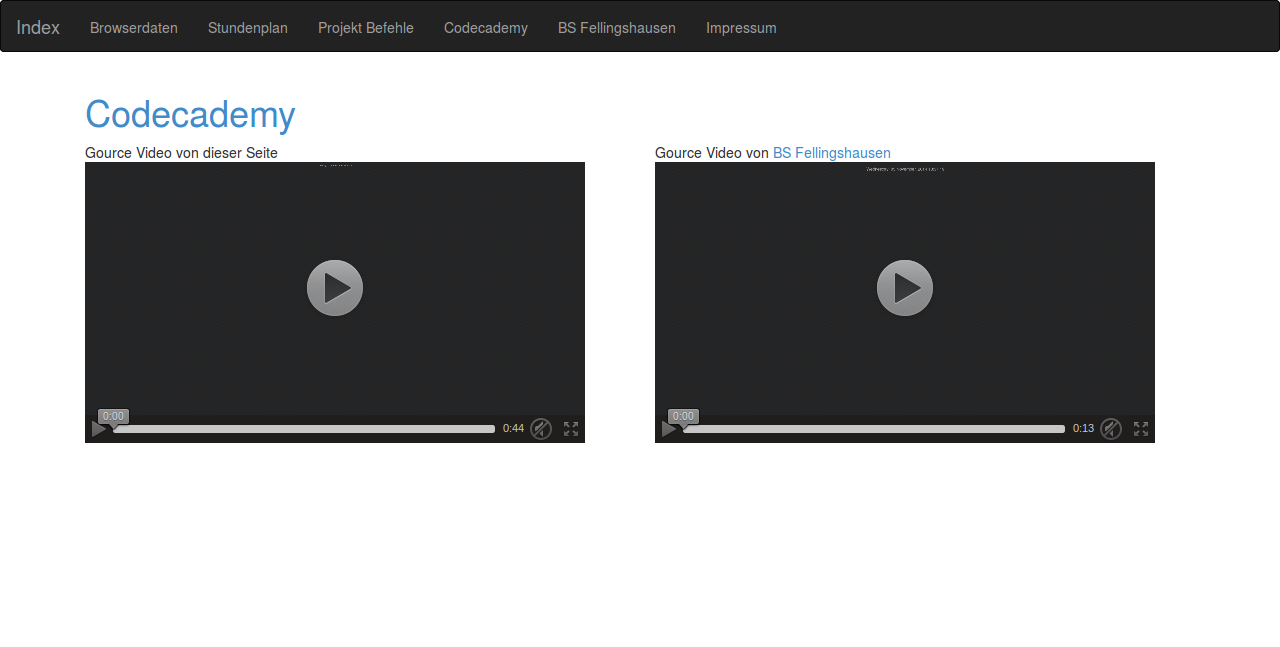 Index Browserdaten Stundenplan Projekt Befehle Codecademy BS Fellingshausen Impressum
Codecademy
Gource Video von dieser Seite
Gource Video von BS Fellingshausen
0:00
0:44
0:00
0:13